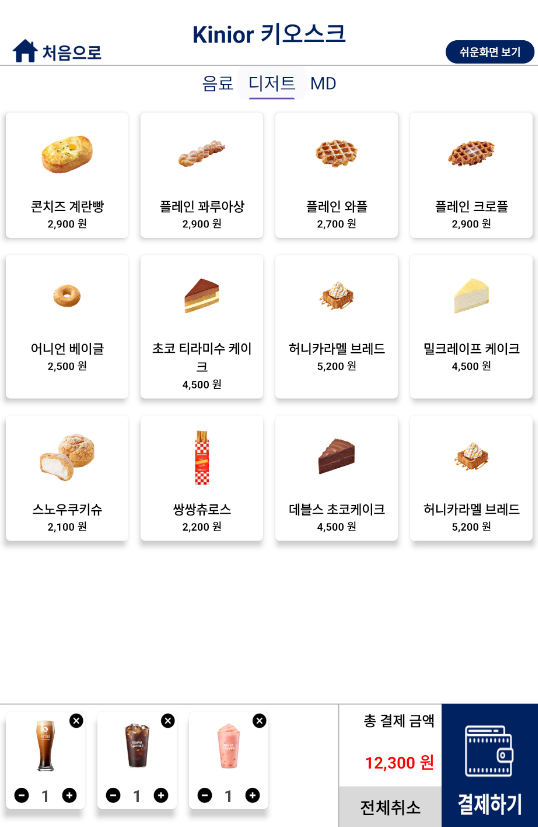 Kinior 키오스크
처음으로
쉬운화면 보기
음료 디저트 MD
콘치즈 계란빵
2,900 원
플레인 꽈루아상
2,900 원
플레인 와플
2,700 원
플레인 크로플
2,900 원
어니언 베이글
2,500 원
초코 티라미수 케이
크
4,500 원
허니카라멜 브레드
5,200 원
밀크레이프 케이크
4,500 원
스노우쿠키슈
2,100 원
쌍쌍츄로스
2,200 원
데블스 초코케이크
4,500 원
허니카라멜 브레드
5,200 원
1
1
1
총 결제 금액
12,300 원
전체취소
결제하기